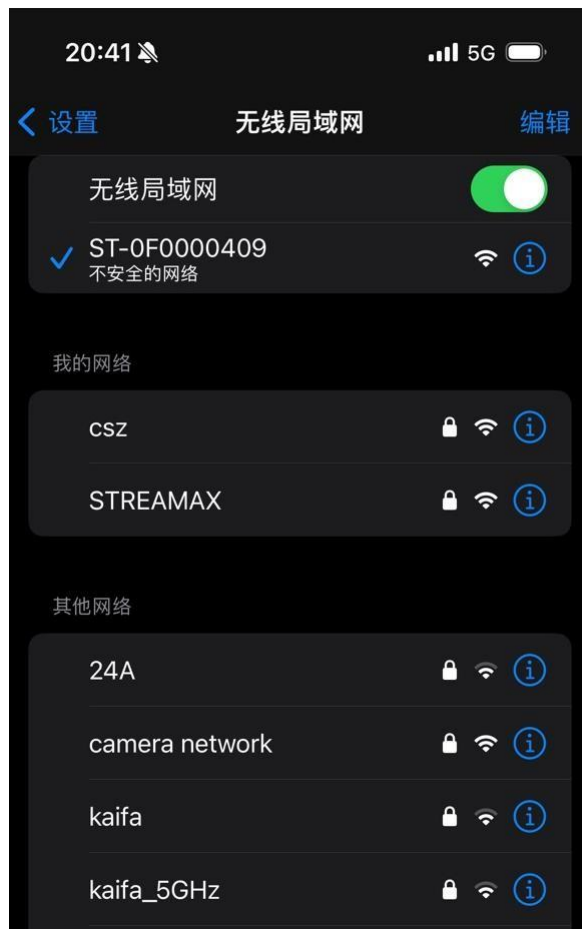 20:41
5G
设置
无线局域网
编辑
无线局域网
ST-0F0000409
不安全的网络
我的网络
csz
STREAMAX
其他网络
24A
camera network
kaifa
kaifa_5GHz